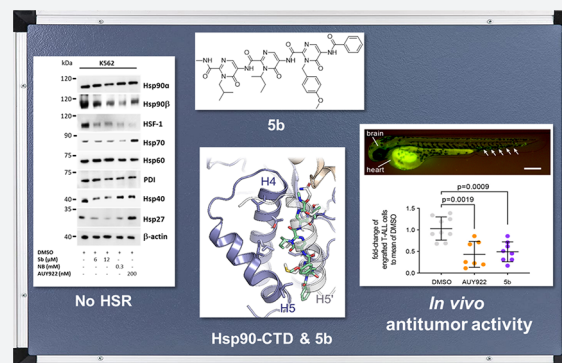 kDa
K562
120
Hsp90α
120
Hsp90β
120
HSF-1
90
75
Hsp70
75
Hsp60
60
75
PDI
40
Hsp40
35
Hsp27
25
β-actin
40
DMSO
5b (μM)
6
12
NB (mM)
0.3
AUY922(nM)
200
No HSR
N
O
H
5b
H4
H5
H5'
Hsp90-CTD & 5b
brain
heart
p=0.0009
p=0.0019
fold-change of
engrafted T-ALL cells
to mean of DMSO
1.5
1.0
0.5
0.0
DMSO
AUY922
5b
In vivo
antitumor activity